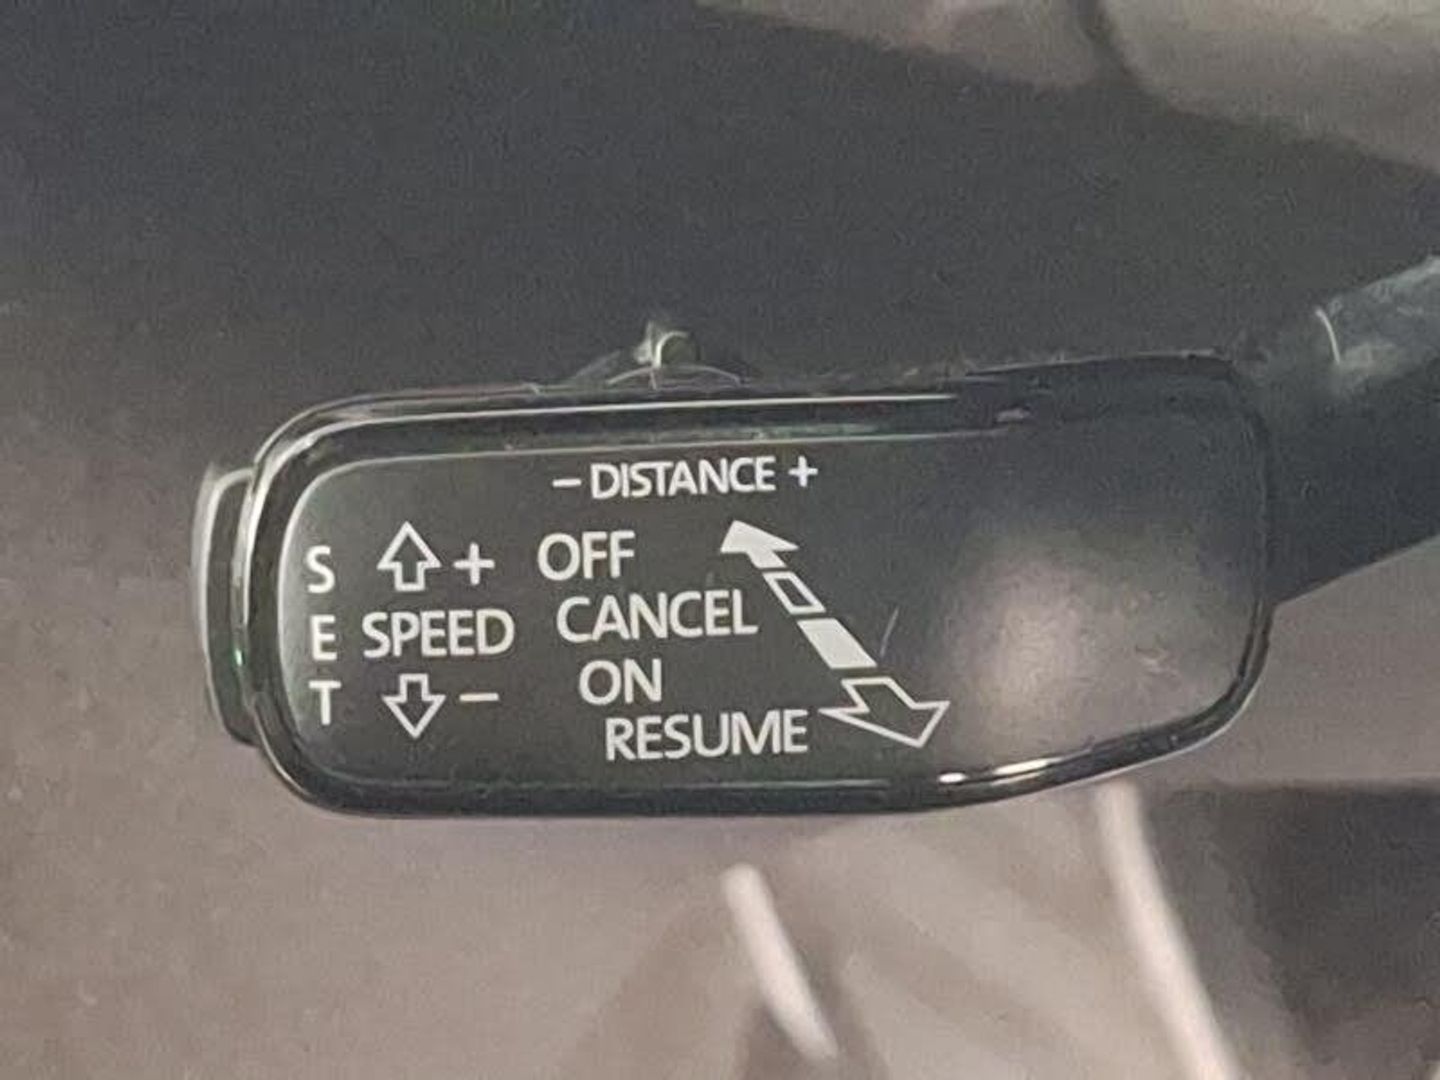 − DISTANCE +
S + OFF
CANCEL
E SPEED
ON
T −
RESUME